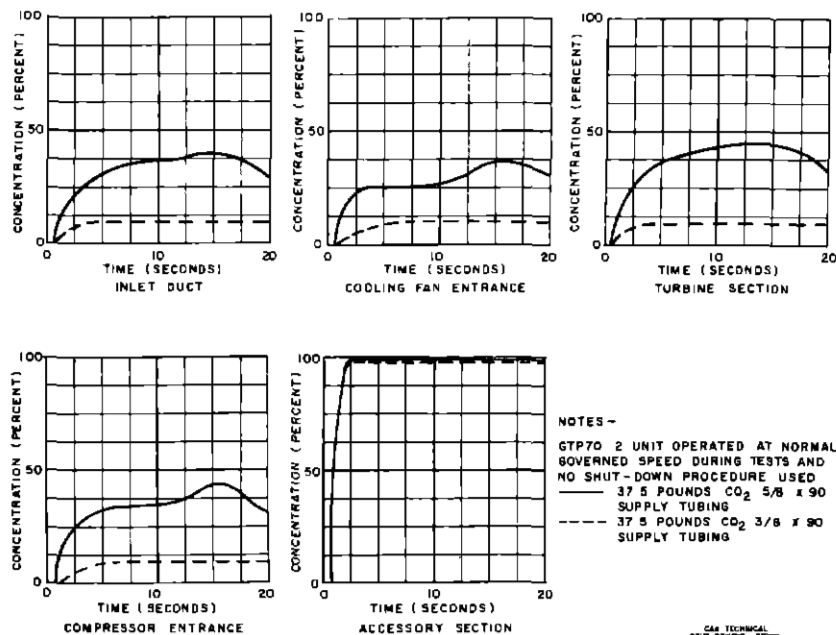 100
50
0
CONCENTRATION (PERCENT)
0 10 20
TIME (SECONDS)
INLET DUCT
100
50
0
CONCENTRATION (PERCENT)
0 10 20
TIME (SECONDS)
COOLING FAN ENTRANCE
100
50
0
CONCENTRATION (PERCENT)
0 10 20
TIME (SECONDS)
TURBINE SECTION
100
50
0
CONCENTRATION (PERCENT)
0 10 20
TIME (SECONDS)
COMPRESSOR ENTRANCE
100
50
0
CONCENTRATION (PERCENT)
0 10 20
TIME (SECONDS)
ACCESSORY SECTION
NOTES -
GTP70 2 UNIT OPERATED AT NORMAL
GOVERNED SPEED DURING TESTS AND
NO SHUT-DOWN PROCEDURE USED
37 5 POUNDS CO2 5/8 X 90
SUPPLY TUBING
37 5 POUNDS CO2 3/8 X 90
SUPPLY TUBING
CAA TECHNICAL